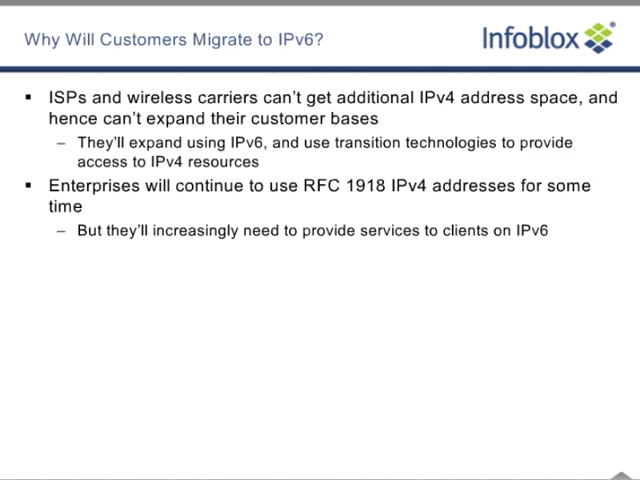 Why Will Customers Migrate to IPv6?
Infoblox
▪ ISPs and wireless carriers can’t get additional IPv4 address space, and
hence can’t expand their customer bases
– They’ll expand using IPv6, and use transition technologies to provide
access to IPv4 resources
▪ Enterprises will continue to use RFC 1918 IPv4 addresses for some
time
– But they’ll increasingly need to provide services to clients on IPv6